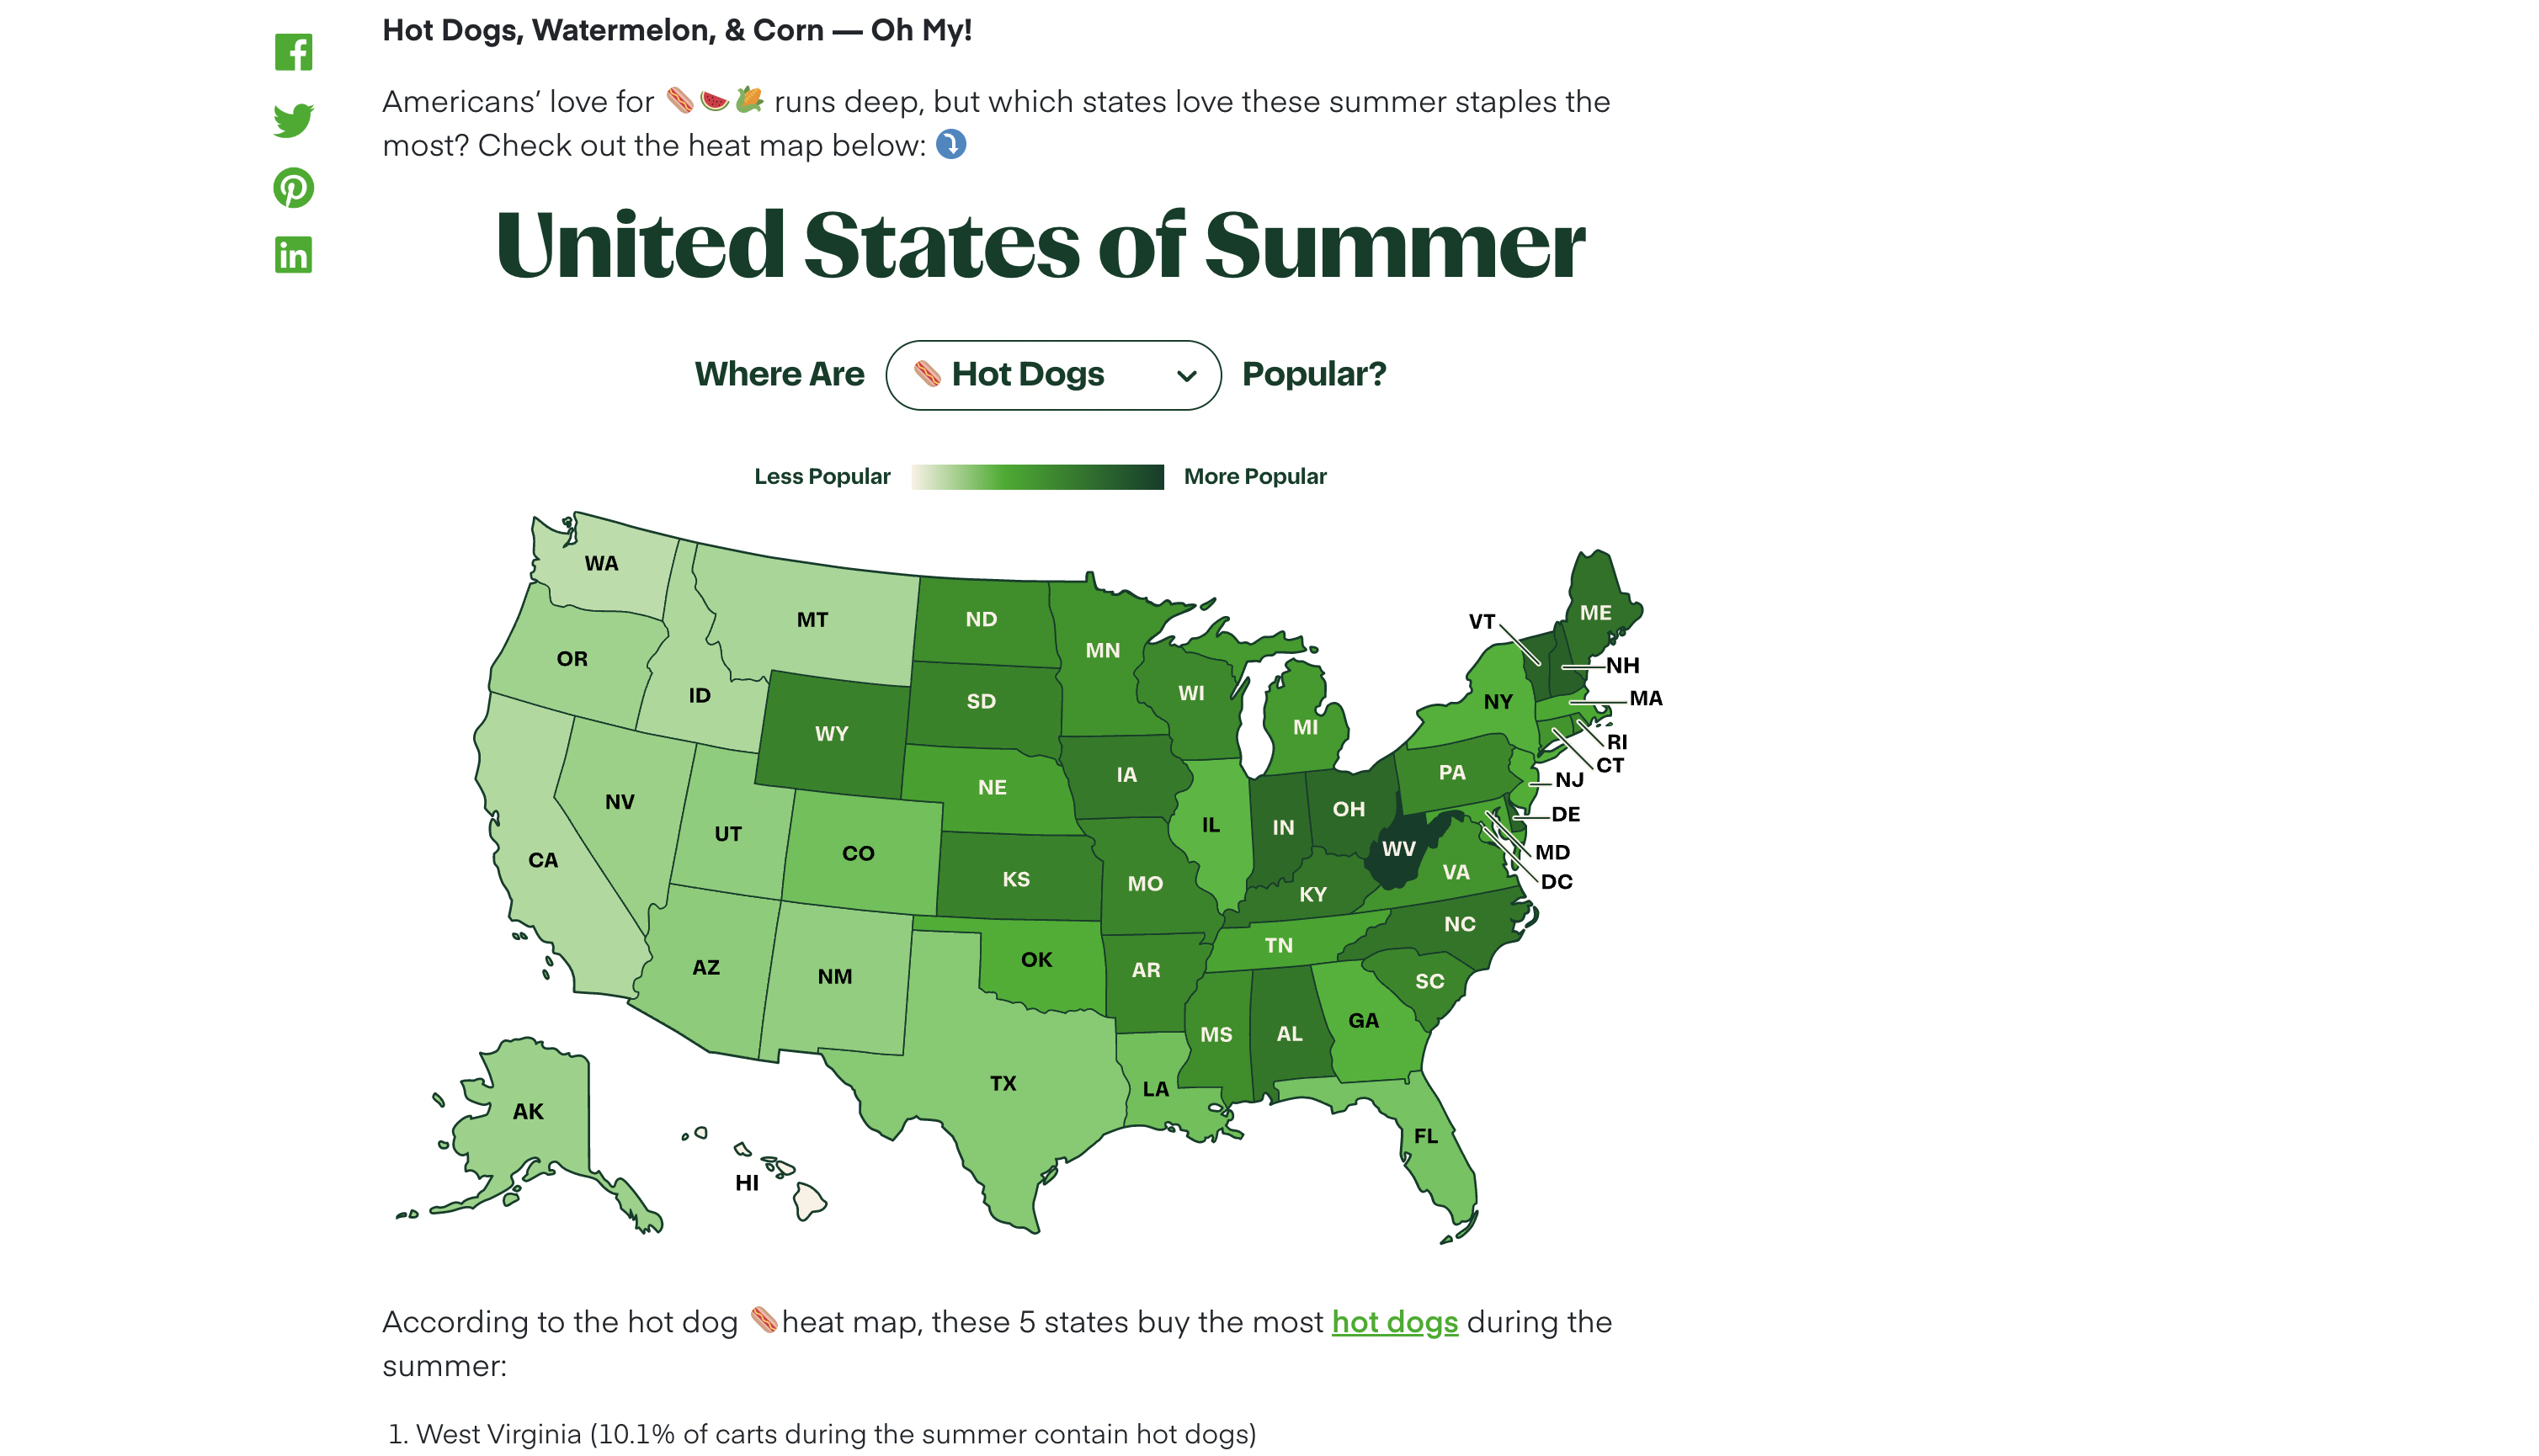 Hot Dogs, Watermelon, & Corn — Oh My!
Americans’ love for 🌭🍉🌽 runs deep, but which states love these summer staples the
most? Check out the heat map below: ⤵️
United States of Summer
Where Are 🌭 Hot Dogs Popular?
Less Popular More Popular
WA
MT
ND
MN
VT
ME
OR
ID
WY
SD
WI
MI
NY
NH
MA
RI
CT
NV
UT
CO
NE
IA
IL
IN
OH
PA
NJ
DE
CA
KS
MO
KY
WV
VA
MD
DC
AZ
NM
OK
AR
TN
NC
SC
TX
LA
MS
AL
GA
FL
AK
HI
According to the hot dog 🌭heat map, these 5 states buy the most hot dogs during the
summer:
1. West Virginia (10.1% of carts during the summer contain hot dogs)